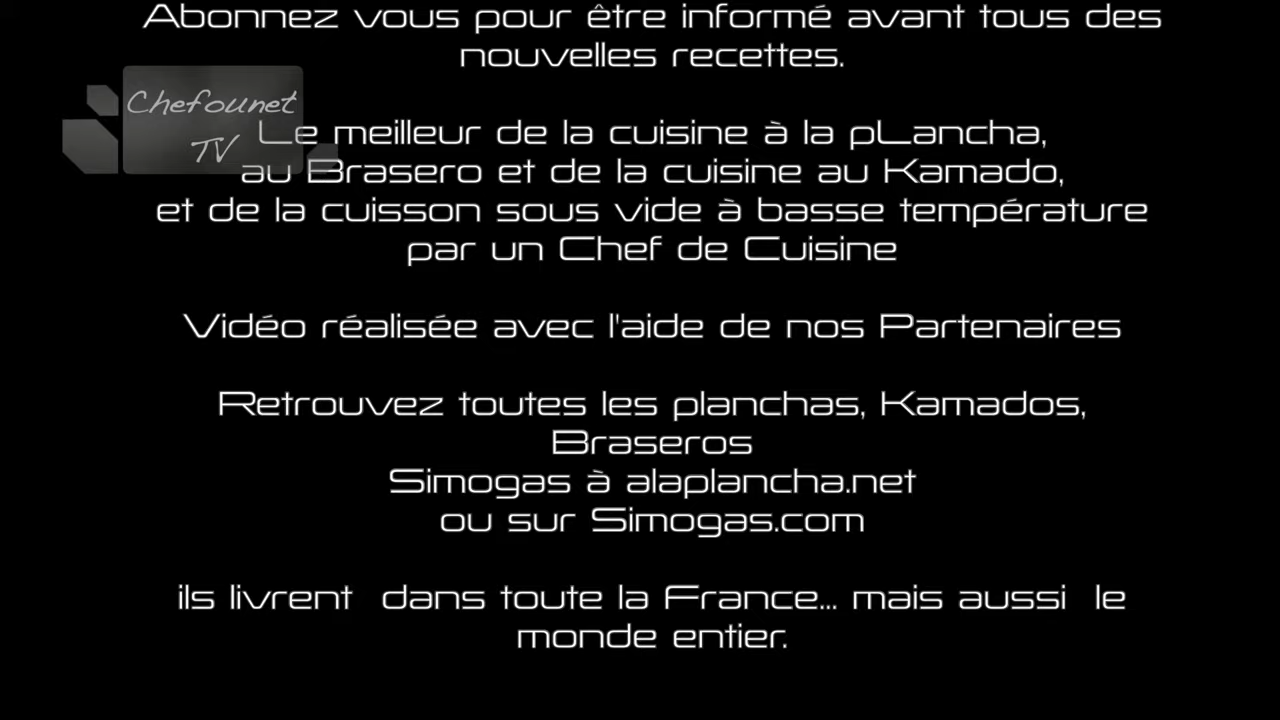 Abonnez vous pour être informé avant tous des
nouvelles recettes.
Chefounet
TV
Le meilleur de la cuisine à la pLancha,
au Brasero et de la cuisine au Kamado,
et de la cuisson sous vide à basse température
par un Chef de Cuisine
Vidéo réalisée avec l'aide de nos Partenaires
Retrouvez toutes les planchas, Kamados,
Braseros
Simogas à alaplancha.net
ou sur Simogas.com
ils livrent dans toute la France... mais aussi le
monde entier.